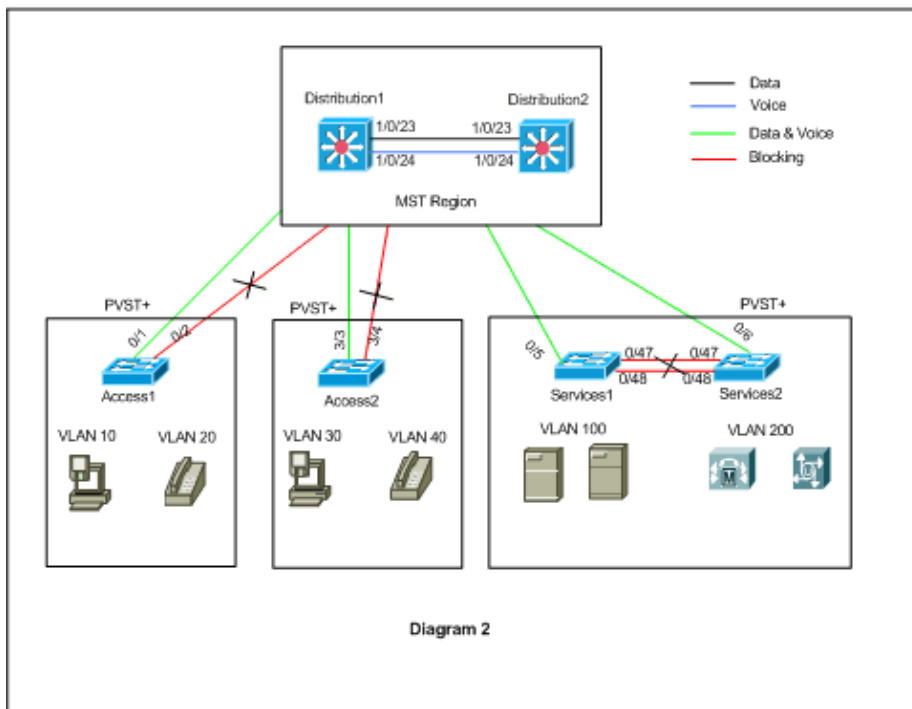 Distribution1
Distribution2
1/0/23
1/0/23
1/0/24
1/0/24
MST Region
Data
Voice
Data & Voice
Blocking
PVST+
PVST+
PVST+
0/1
0/2
3/3
3/4
0/5
0/6
0/47
0/47
0/48
0/48
Access1
Access2
Services1
Services2
VLAN 10
VLAN 20
VLAN 30
VLAN 40
VLAN 100
VLAN 200
M
U
Diagram 2